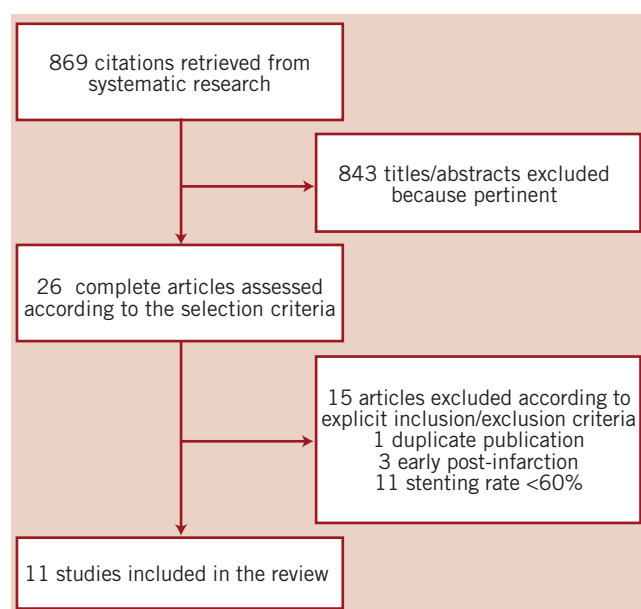 869 citations retrieved from
systematic research
843 titles/abstracts excluded
because pertinent
26 complete articles assessed
according to the selection criteria
15 articles excluded according to
explicit inclusion/exclusion criteria
1 duplicate publication
3 early post-infarction
11 stenting rate <60%
11 studies included in the review